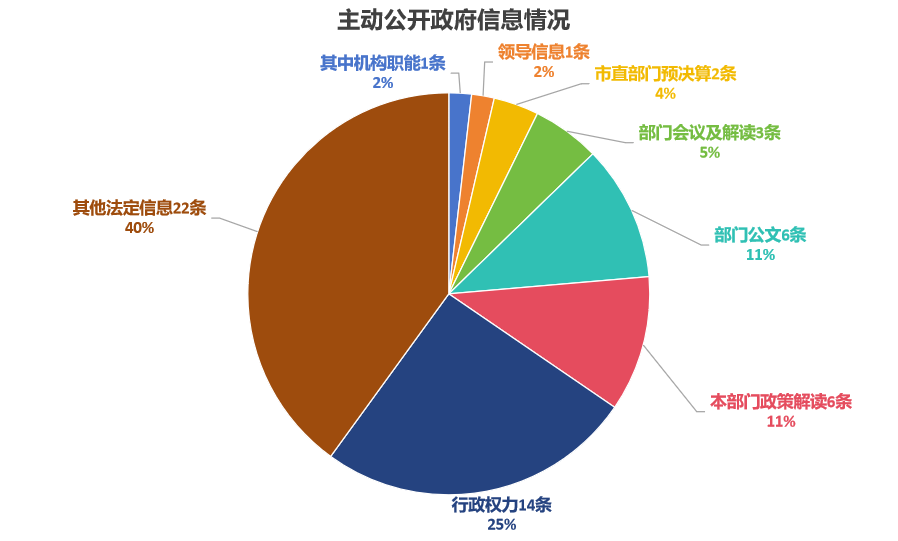 主动公开政府信息情况
其中机构职能1条
2%
领导信息1条
2%
市直部门预决算2条
4%
部门会议及解读3条
5%
部门公文6条
11%
本部门政策解读6条
11%
行政权力14条
25%
其他法定信息22条
40%